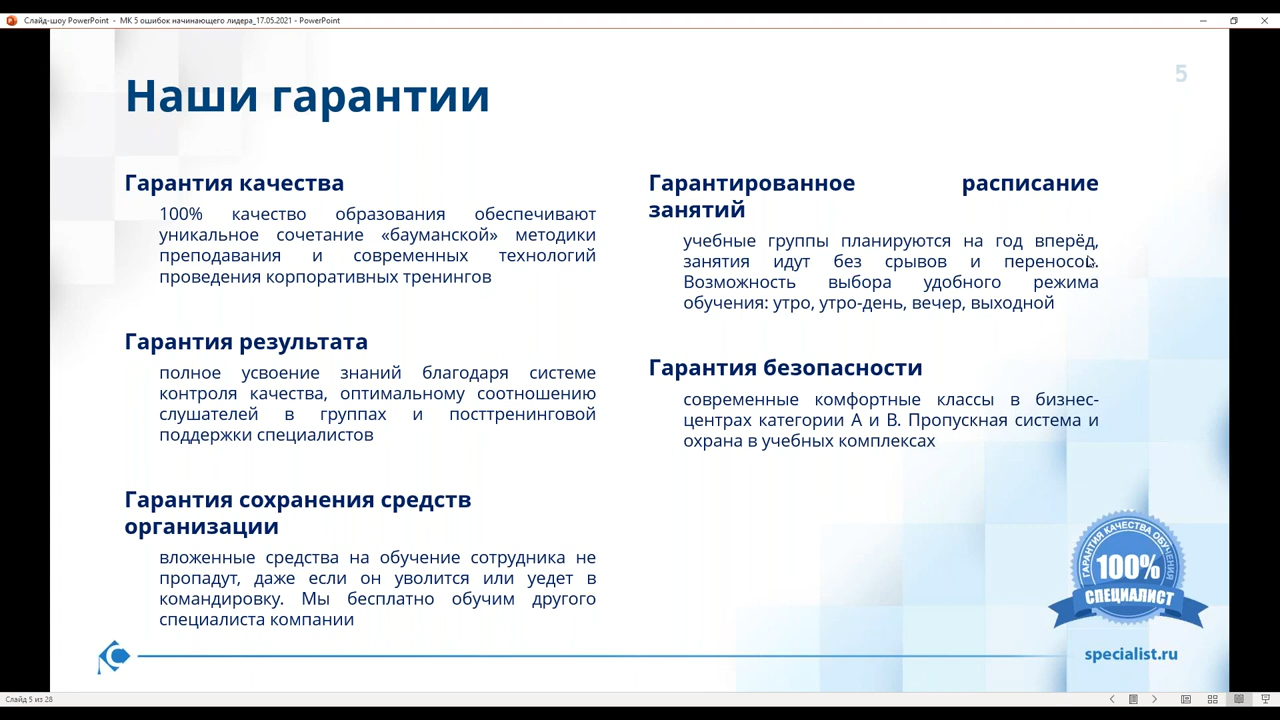 Слайд-шоу PowerPoint - МК 5 ошибок начинающего лидера_17.05.2021 - PowerPoint
5
Наши гарантии
Гарантия качества
100% качество образования обеспечивают
уникальное сочетание «бауманской» методики
преподавания и современных технологий
проведения корпоративных тренингов
Гарантия результата
полное усвоение знаний благодаря системе
контроля качества, оптимальному соотношению
слушателей в группах и посттренинговой
поддержки специалистов
Гарантия сохранения средств
организации
вложенные средства на обучение сотрудника не
пропадут, даже если он уволится или уедет в
командировку. Мы бесплатно обучим другого
специалиста компании
Гарантированное расписание
занятий
учебные группы планируются на год вперёд,
занятия идут без срывов и переносов.
Возможность выбора удобного режима
обучения: утро, утро-день, вечер, выходной
Гарантия безопасности
современные комфортные классы в бизнес-
центрах категории А и В. Пропускная система и
охрана в учебных комплексах
ГАРАНТИЯ КАЧЕСТВА ОБУЧЕНИЯ
100%
СПЕЦИАЛИСТ
specialist.ru
Слайд 5 из 28